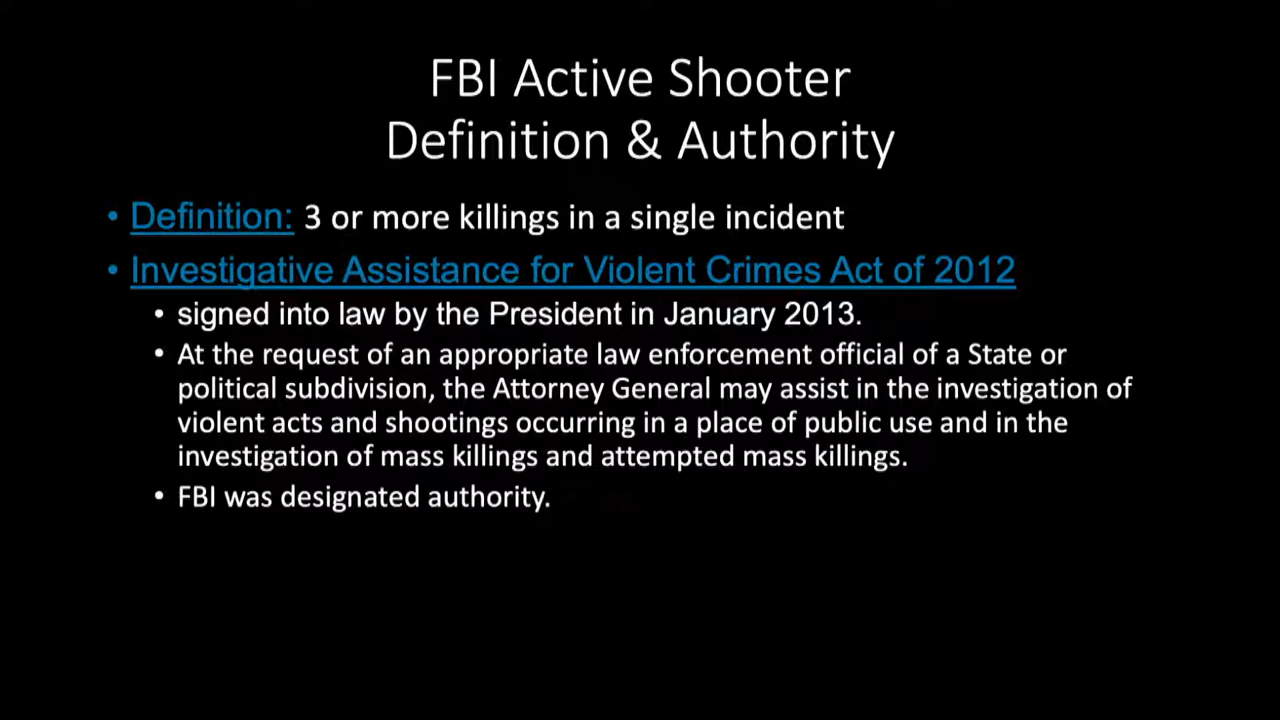 FBI Active Shooter
Definition & Authority
• Definition: 3 or more killings in a single incident
• Investigative Assistance for Violent Crimes Act of 2012
• signed into law by the President in January 2013.
• At the request of an appropriate law enforcement official of a State or
political subdivision, the Attorney General may assist in the investigation of
violent acts and shootings occurring in a place of public use and in the
investigation of mass killings and attempted mass killings.
• FBI was designated authority.